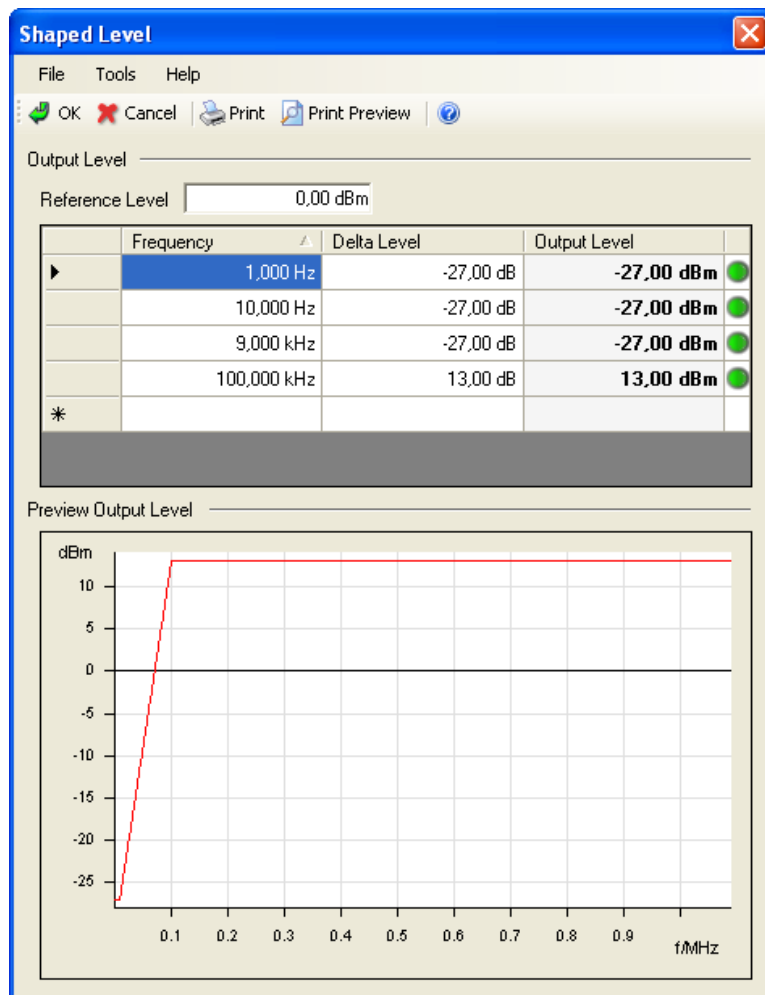 Shaped Level
File Tools Help
OK Cancel Print Print Preview
Output Level
Reference Level 0,00 dBm
Frequency Delta Level Output Level
1,000 Hz -27,00 dB -27,00 dBm
10,000 Hz -27,00 dB -27,00 dBm
9,000 kHz -27,00 dB -27,00 dBm
100,000 kHz 13,00 dB 13,00 dBm
Preview Output Level
dBm
10
5
0
-5
-10
-15
-20
-25
0.1 0.2 0.3 0.4 0.5 0.6 0.7 0.8 0.9 f/MHz